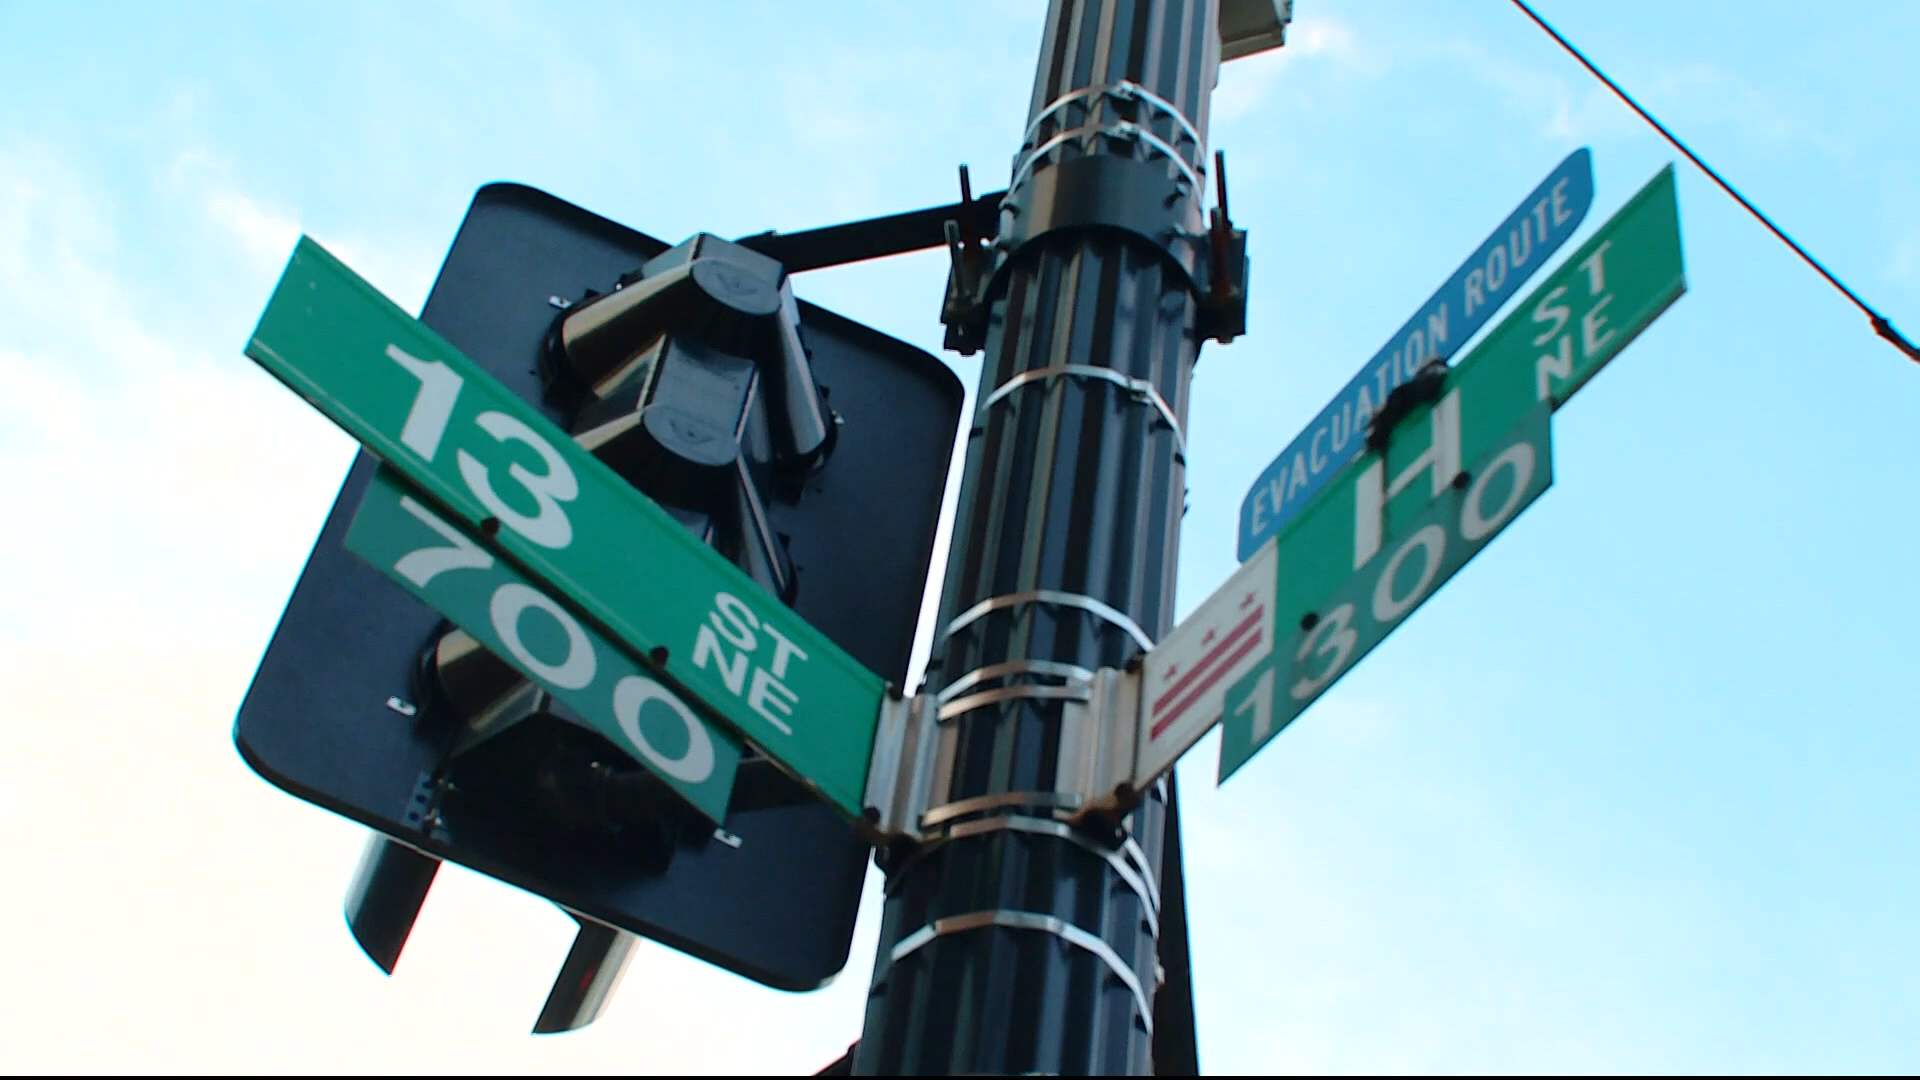 13 ST
NE
700
EVACUATION ROUTE
H ST
NE
1300